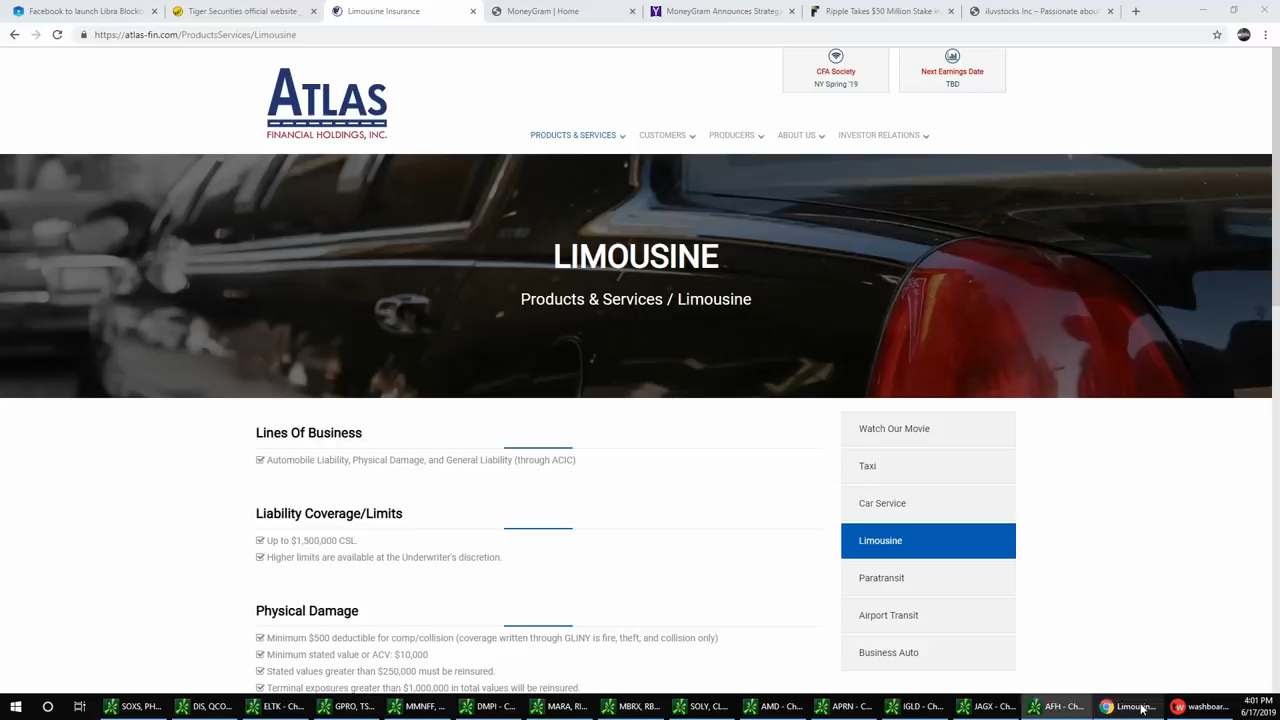 Facebook to launch Libra Blocks
Tiger Securities official website
Limousine Insurance
MoneyGram | Home
MoneyGram Announces Strateg
Ripple Takes $50 Million Stake in
iluvstocks Inc – Passionate abou
https://atlas-fin.com/ProductsServices/Limousine
CFA Society
NY Spring '19
Next Earnings Date
TBD
ATLAS
FINANCIAL HOLDINGS, INC.
PRODUCTS & SERVICES
CUSTOMERS
PRODUCERS
ABOUT US
INVESTOR RELATIONS
LIMOUSINE
Products & Services / Limousine
Lines Of Business
Automobile Liability, Physical Damage, and General Liability (through ACIC)
Liability Coverage/Limits
Up to $1,500,000 CSL.
Higher limits are available at the Underwriter's discretion.
Physical Damage
Minimum $500 deductible for comp/collision (coverage written through GLINY is fire, theft, and collision only)
Minimum stated value or ACV: $10,000
Stated values greater than $250,000 must be reinsured.
Terminal exposures greater than $1,000,000 in total values will be reinsured.
Watch Our Movie
Taxi
Car Service
Limousine
Paratransit
Airport Transit
Business Auto
SOXS, PH...
DIS, QCO...
ELTK - Ch...
GPRO, TS...
MMNFF, ...
DMPI - C...
MARA, RI...
MBRX, RB...
SOLY, CL...
AMD - Ch...
APRN - C...
IGLD - Ch...
JAGX - Ch...
AFH - Ch...
Limous...
washboar...
4:01 PM
6/17/2019